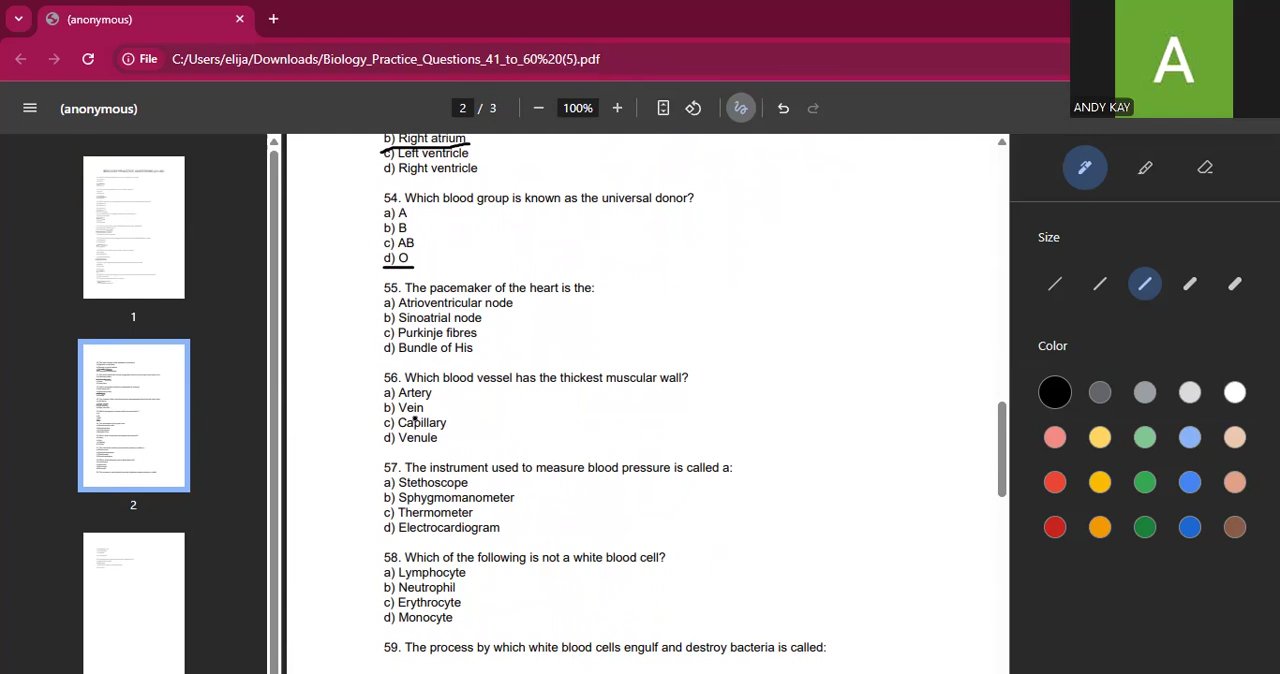 (anonymous)
File
C:/Users/elija/Downloads/Biology_Practice_Questions_41_to_60%20(5).pdf
A
ANDY KAY
(anonymous)
2 / 3
100%
b) Right atrium
c) Left ventricle
d) Right ventricle
54. Which blood group is known as the universal donor?
a) A
b) B
c) AB
d) O
55. The pacemaker of the heart is the:
a) Atrioventricular node
b) Sinoatrial node
c) Purkinje fibres
d) Bundle of His
56. Which blood vessel has the thickest muscular wall?
a) Artery
b) Vein
c) Capillary
d) Venule
57. The instrument used to measure blood pressure is called a:
a) Stethoscope
b) Sphygmomanometer
c) Thermometer
d) Electrocardiogram
58. Which of the following is not a white blood cell?
a) Lymphocyte
b) Neutrophil
c) Erythrocyte
d) Monocyte
59. The process by which white blood cells engulf and destroy bacteria is called:
1
2
Size
Color